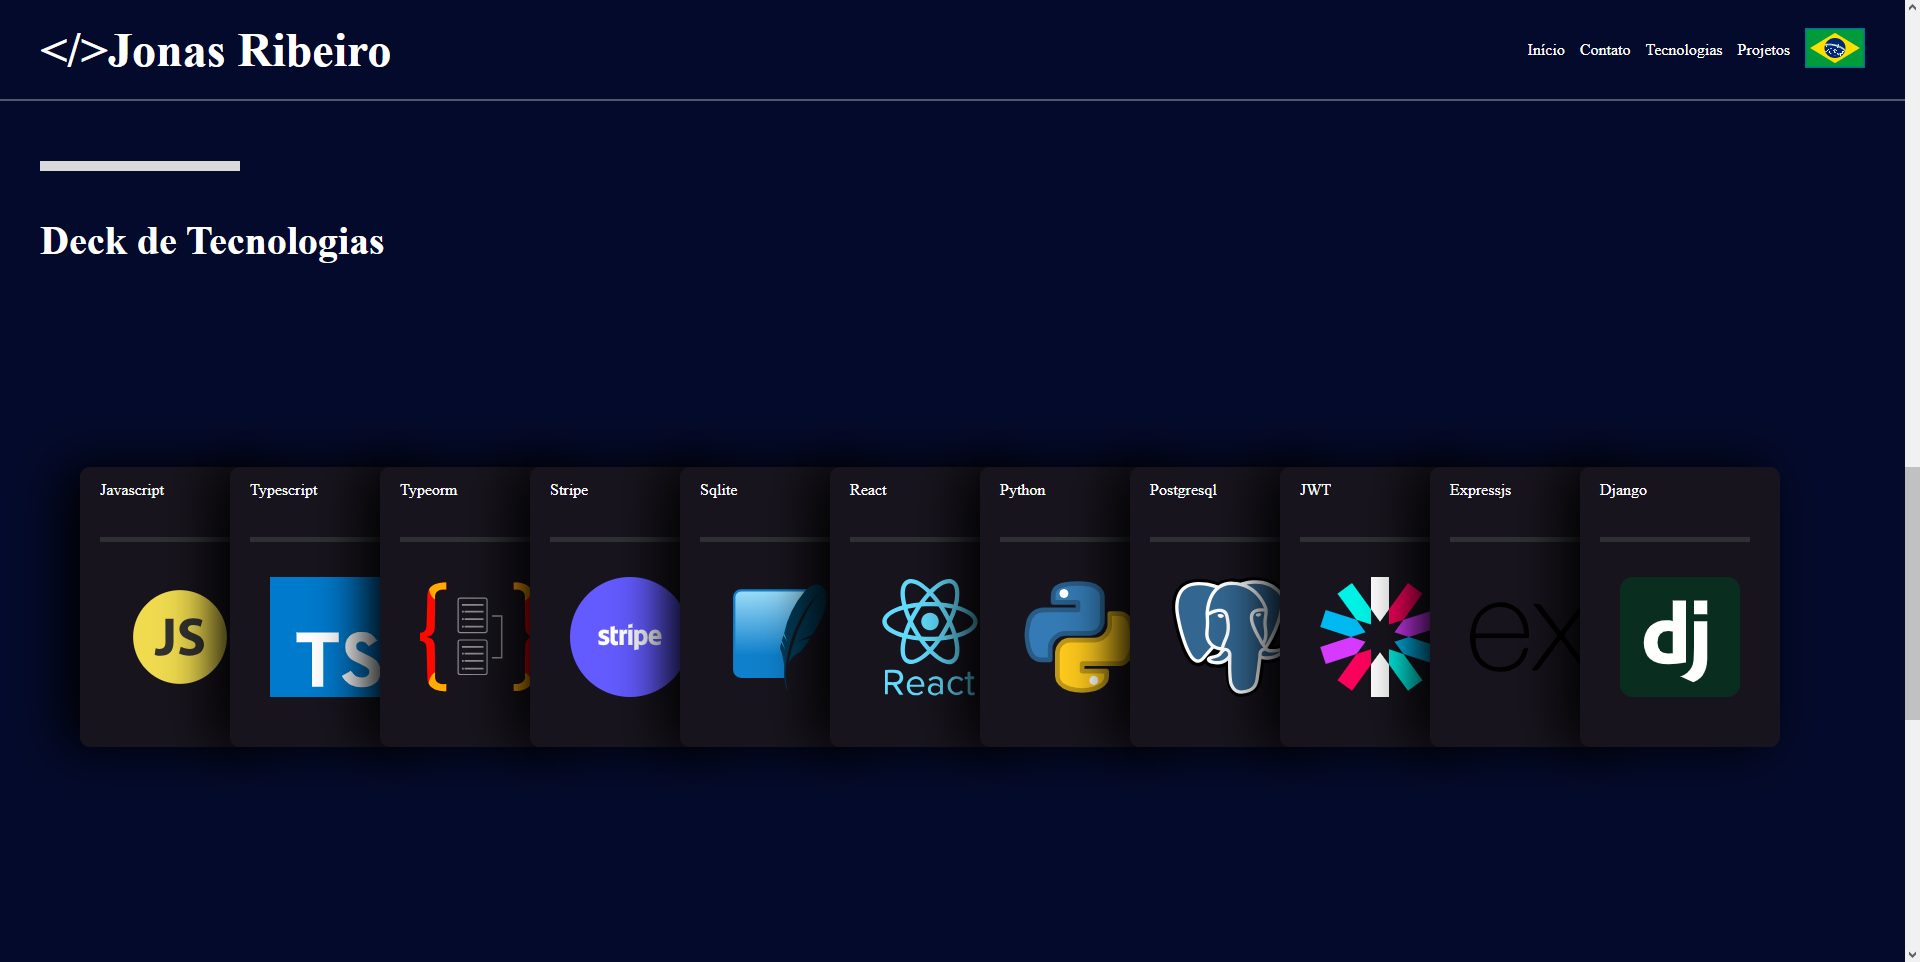 </>Jonas Ribeiro
Início Contato Tecnologias Projetos
Deck de Tecnologias
Javascript
Typescript
Typeorm
Stripe
Sqlite
React
Python
Postgresql
JWT
Expressjs
Django
JS
TS
stripe
React
ex
dj